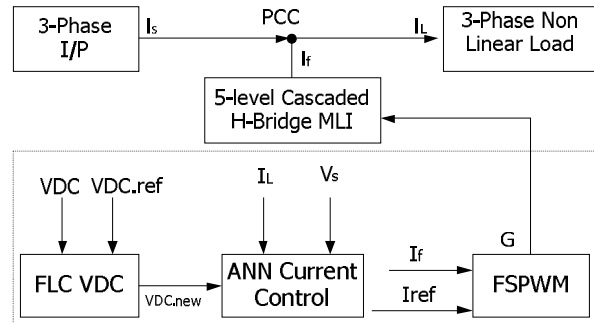 3-Phase
I/P
Is
PCC
IL
3-Phase Non
Linear Load
If
5-level Cascaded
H-Bridge MLI
VDC
VDC.ref
IL
Vs
G
FLC VDC
VDC.new
ANN Current
Control
If
Iref
FSPWM